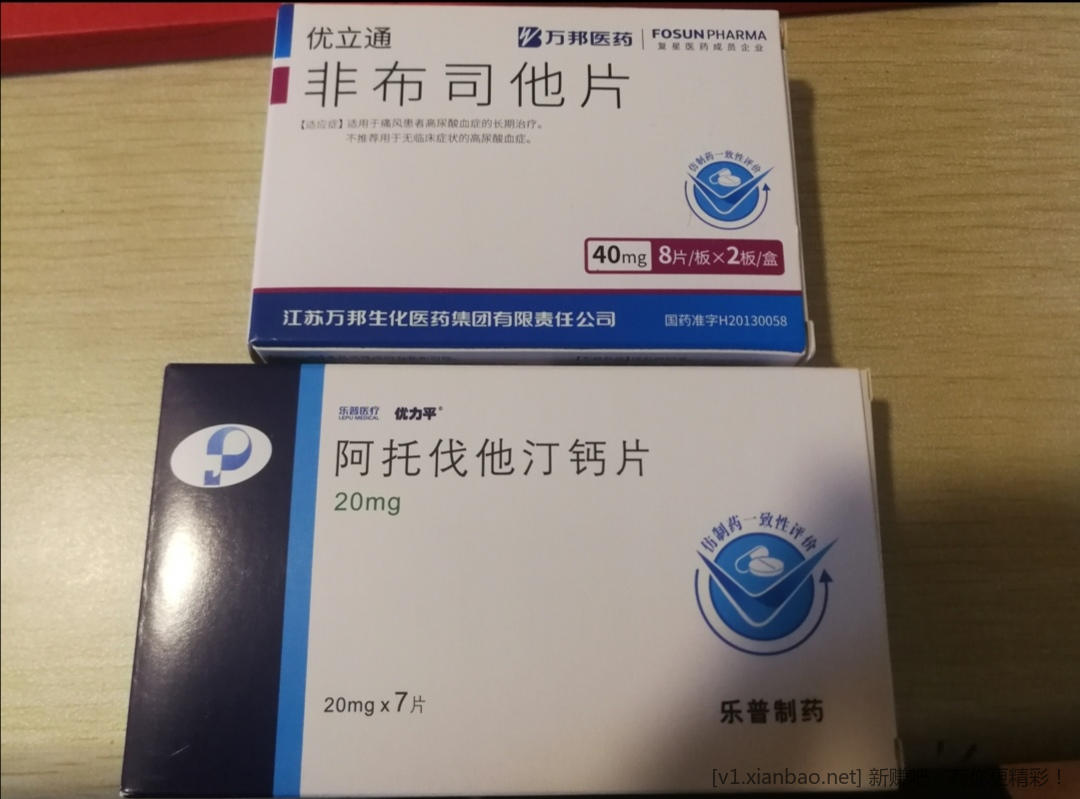 优立通
万邦医药 FOSUN PHARMA
复星医药成员企业
非布司他片
【适应症】适用于痛风患者高尿酸血症的长期治疗。
不推荐用于无临床症状的高尿酸血症。
仿制药一致性评价
40mg 8片/板×2板/盒
江苏万邦生化医药集团有限责任公司 国药准字H20130058
乐普医疗 优力平®
LEPU MEDICAL
阿托伐他汀钙片
20mg
仿制药一致性评价
20mg x 7片
乐普制药
[v1.xianbao.net] 新赚吧 精彩！